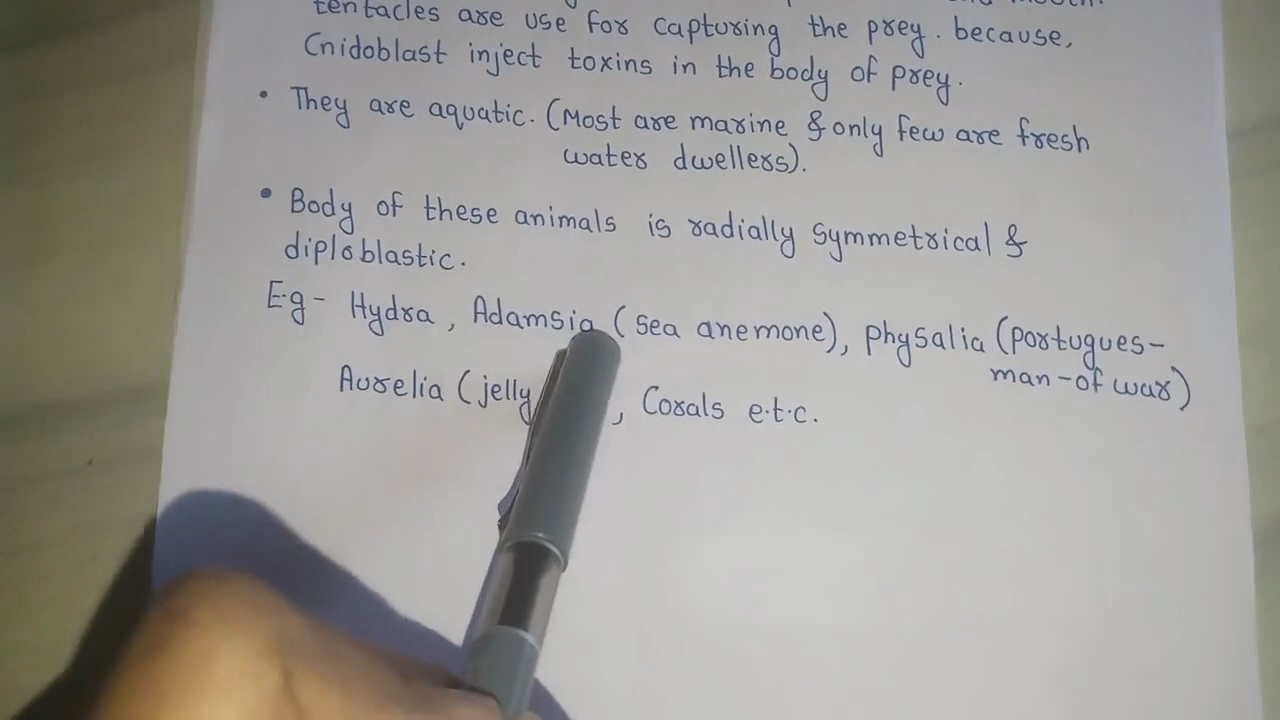 tentacles are use for capturing the prey. because,
Cnidoblast inject toxins in the body of prey.
• They are aquatic. (Most are marine & only few are fresh
water dwellers).
• Body of these animals is radially symmetrical &
diploblastic.
E.g - Hydra, Adamsia (sea anemone), physalia (portugues-
man-of war)
Aurelia (jelly , Corals e.t.c.